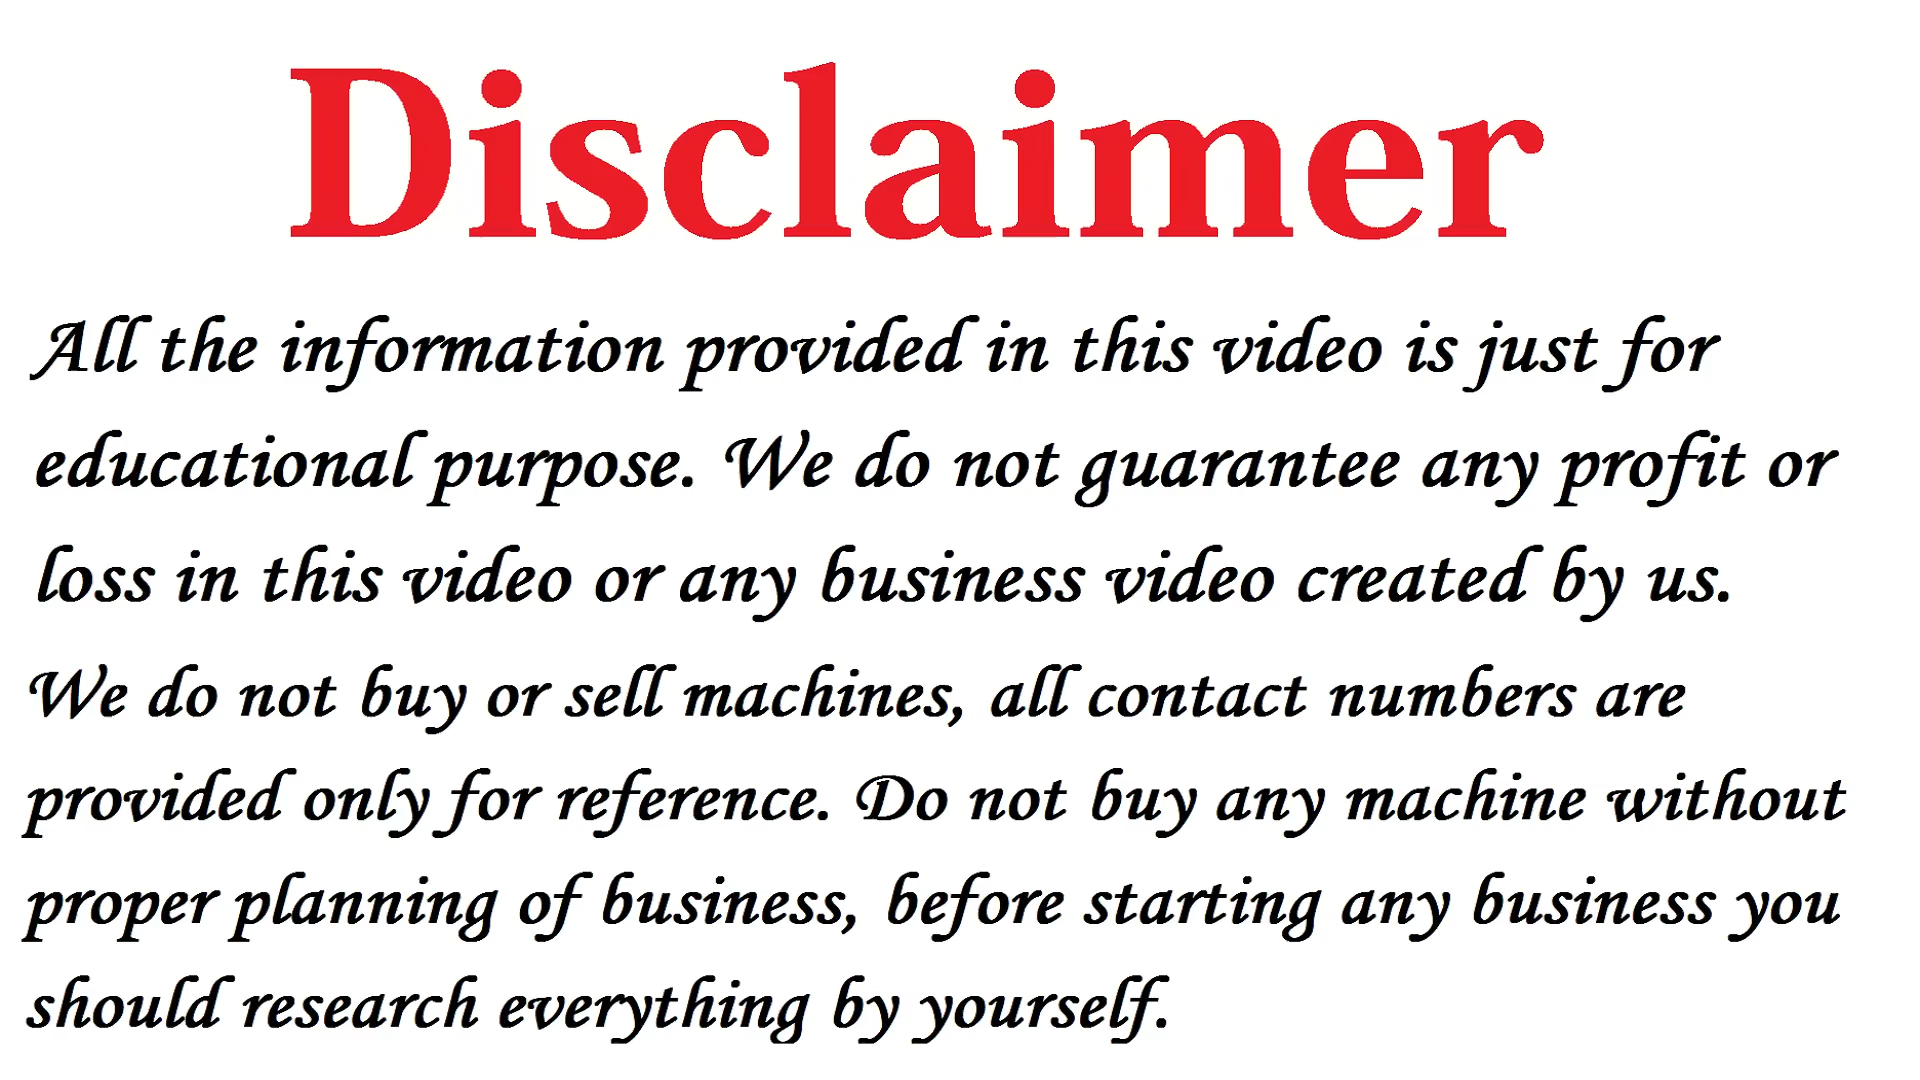 Disclaimer
All the information provided in this video is just for
educational purpose. We do not guarantee any profit or
loss in this video or any business video created by us.
We do not buy or sell machines, all contact numbers are
provided only for reference. Do not buy any machine without
proper planning of business, before starting any business you
should research everything by yourself.